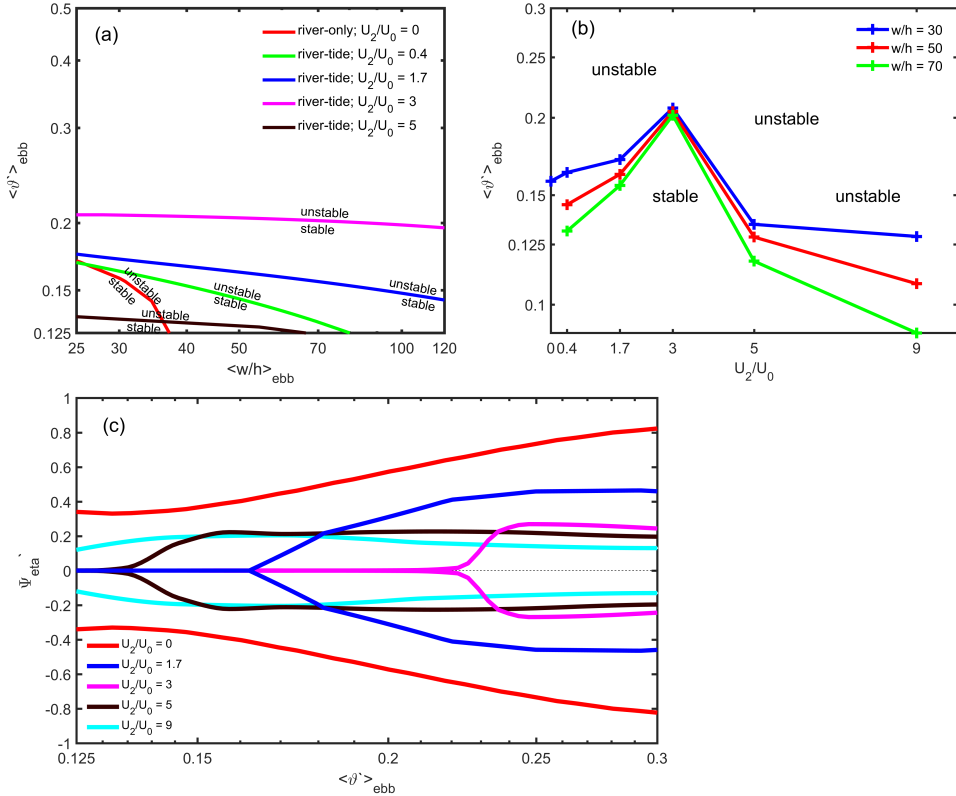 (a)
river-only; U2/U0 = 0
river-tide; U2/U0 = 0.4
river-tide; U2/U0 = 1.7
river-tide; U2/U0 = 3
river-tide; U2/U0 = 5
0.5
0.4
0.3
0.2
0.15
0.125
<ϑ`>ebb
unstable
stable
unstable
stable
unstable
stable
unstable
stable
unstable
stable
25 30 40 50 70 100 120
<w/h>ebb
(b)
w/h = 30
w/h = 50
w/h = 70
unstable
unstable
stable
unstable
0.3
0.25
0.2
0.15
0.125
0.1
<ϑ`>ebb
0 0.4 1.7 3 5 9
U2/U0
(c)
1
0.8
0.6
0.4
0.2
0
-0.2
-0.4
-0.6
-0.8
-1
Ψeta`
U2/U0 = 0
U2/U0 = 1.7
U2/U0 = 3
U2/U0 = 5
U2/U0 = 9
0.125 0.15 0.2 0.25 0.3
<ϑ`>ebb